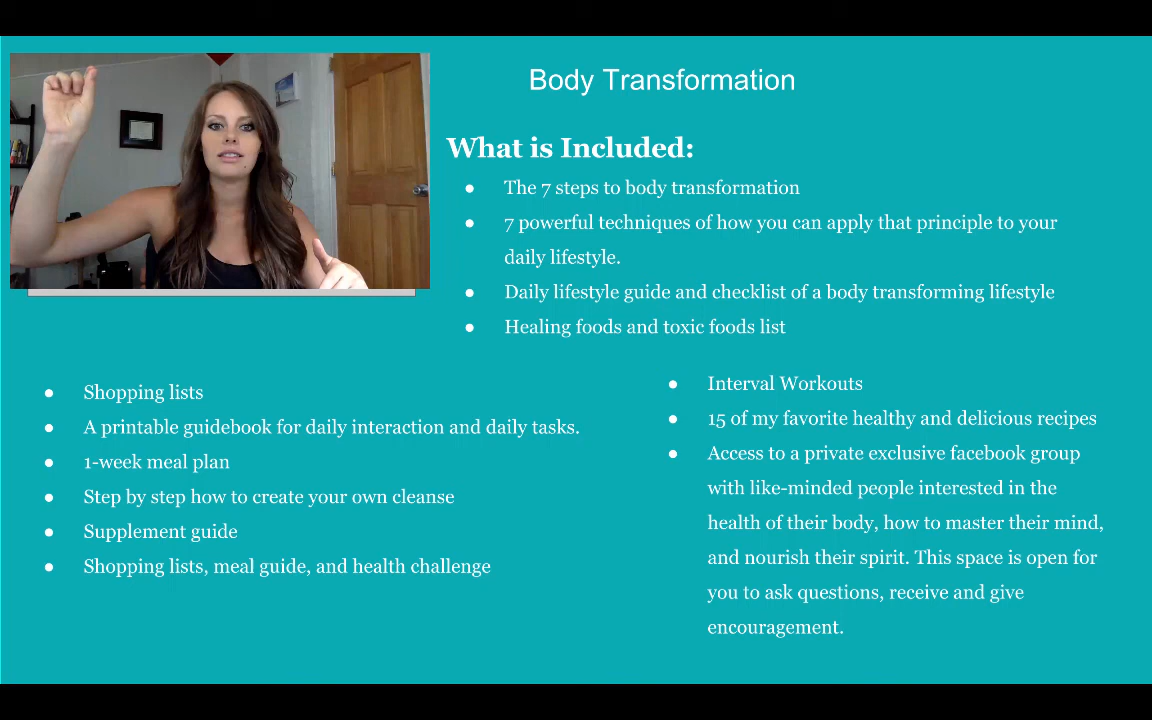 Body Transformation
What is Included:
● The 7 steps to body transformation
● 7 powerful techniques of how you can apply that principle to your
daily lifestyle.
● Daily lifestyle guide and checklist of a body transforming lifestyle
● Healing foods and toxic foods list
● Shopping lists
● A printable guidebook for daily interaction and daily tasks.
● 1-week meal plan
● Step by step how to create your own cleanse
● Supplement guide
● Shopping lists, meal guide, and health challenge
● Interval Workouts
● 15 of my favorite healthy and delicious recipes
● Access to a private exclusive facebook group
with like-minded people interested in the
health of their body, how to master their mind,
and nourish their spirit. This space is open for
you to ask questions, receive and give
encouragement.